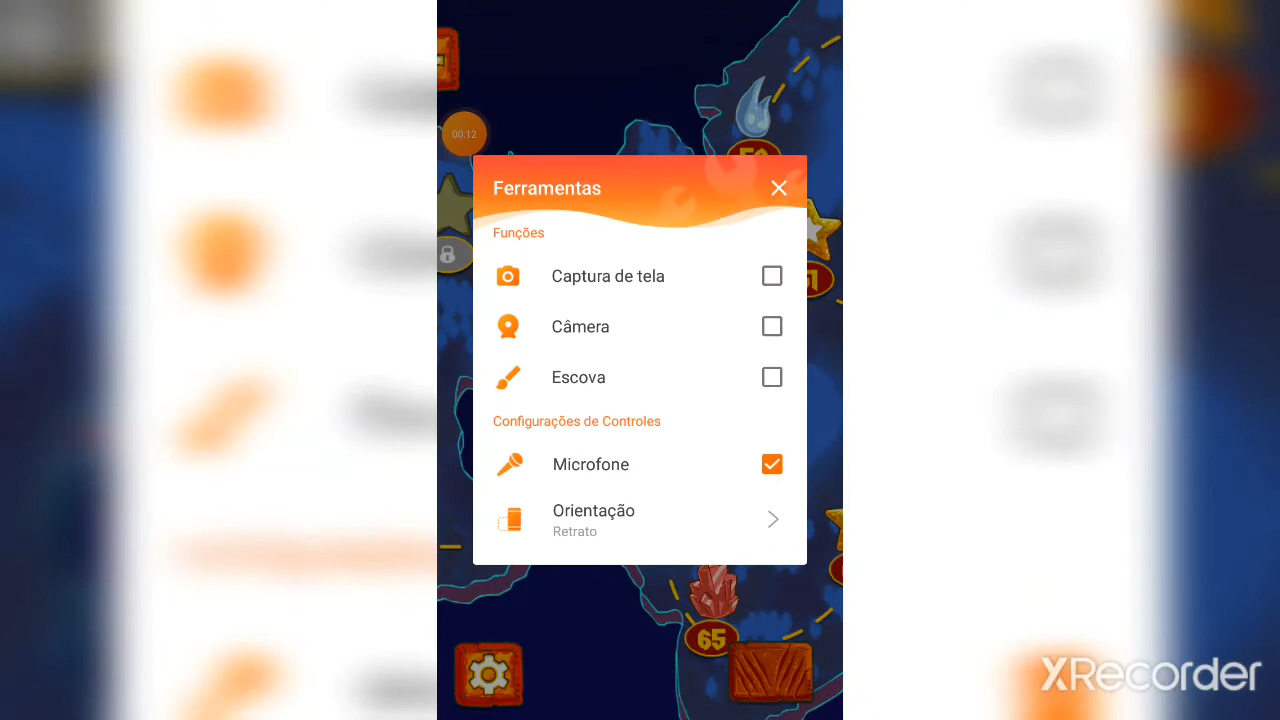 00:12
Ferramentas
Funções
Captura de tela
Câmera
Escova
Configurações de Controles
Microfone
Orientação
Retrato
65
XRecorder